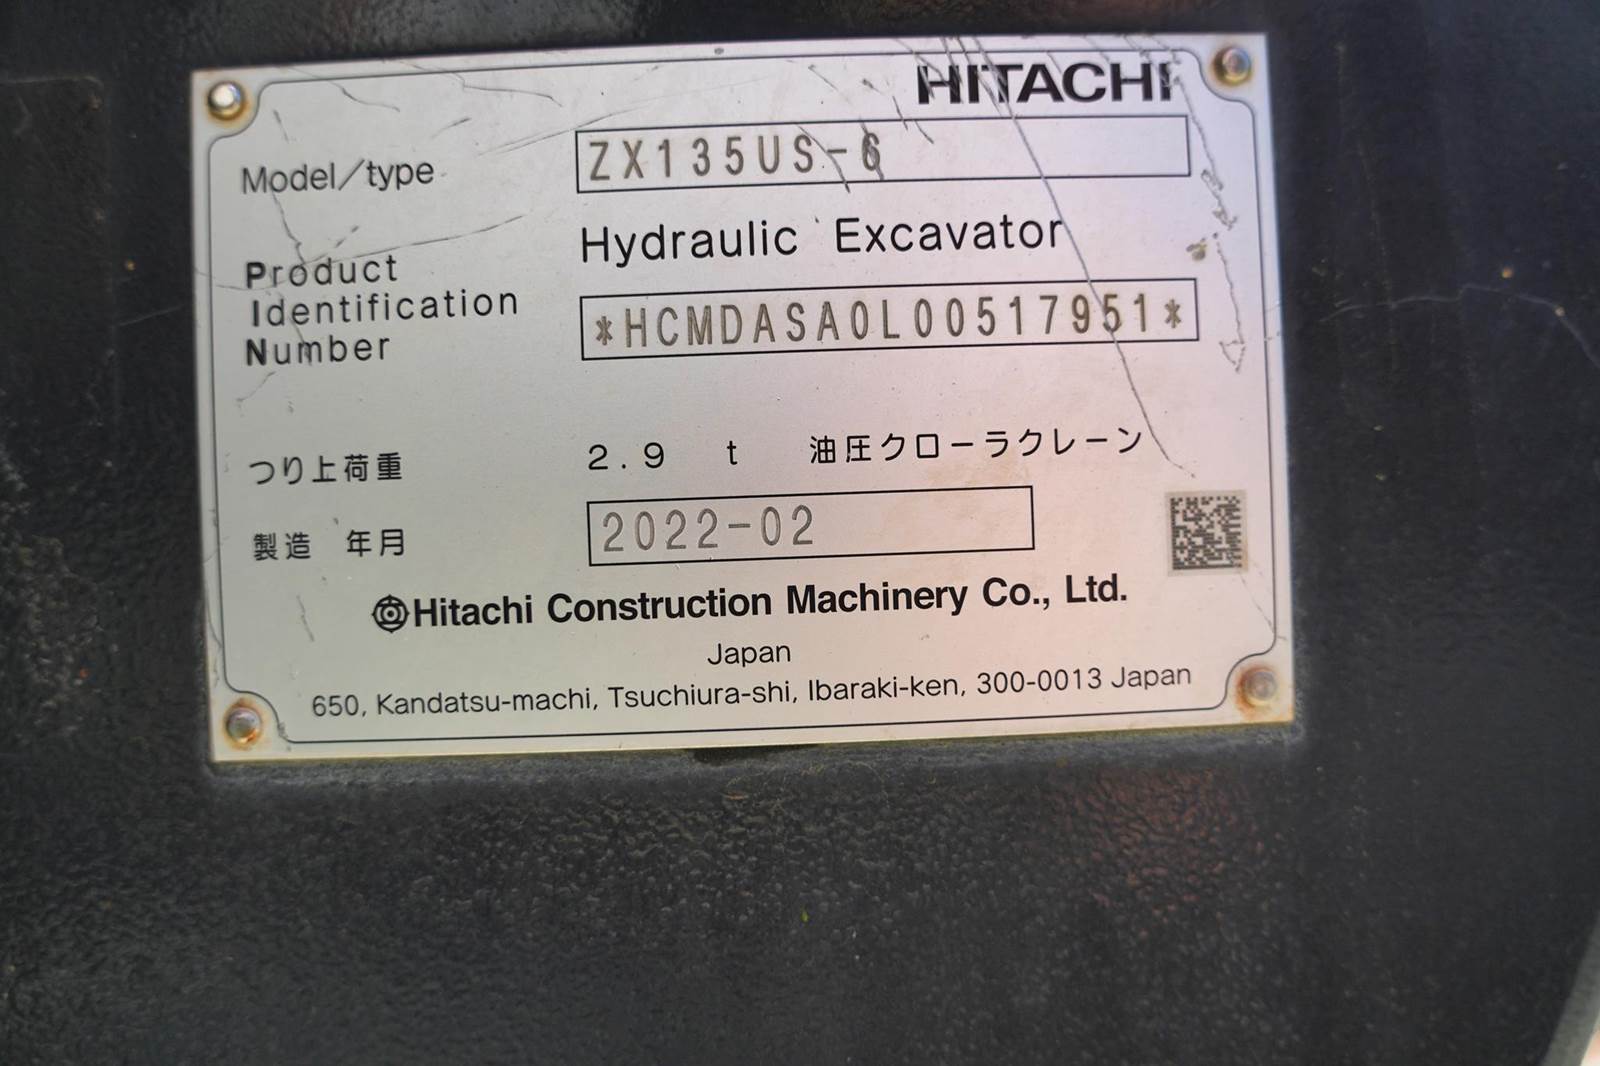 HITACHI
Model/type ZX135US-6
Hydraulic Excavator
Product
Identification
Number *HCMDASA0L00517951*
つり上荷重 2.9 t 油圧クローラクレーン
製造 年月 2022-02
Hitachi Construction Machinery Co., Ltd.
Japan
650, Kandatsu-machi, Tsuchiura-shi, Ibaraki-ken, 300-0013 Japan